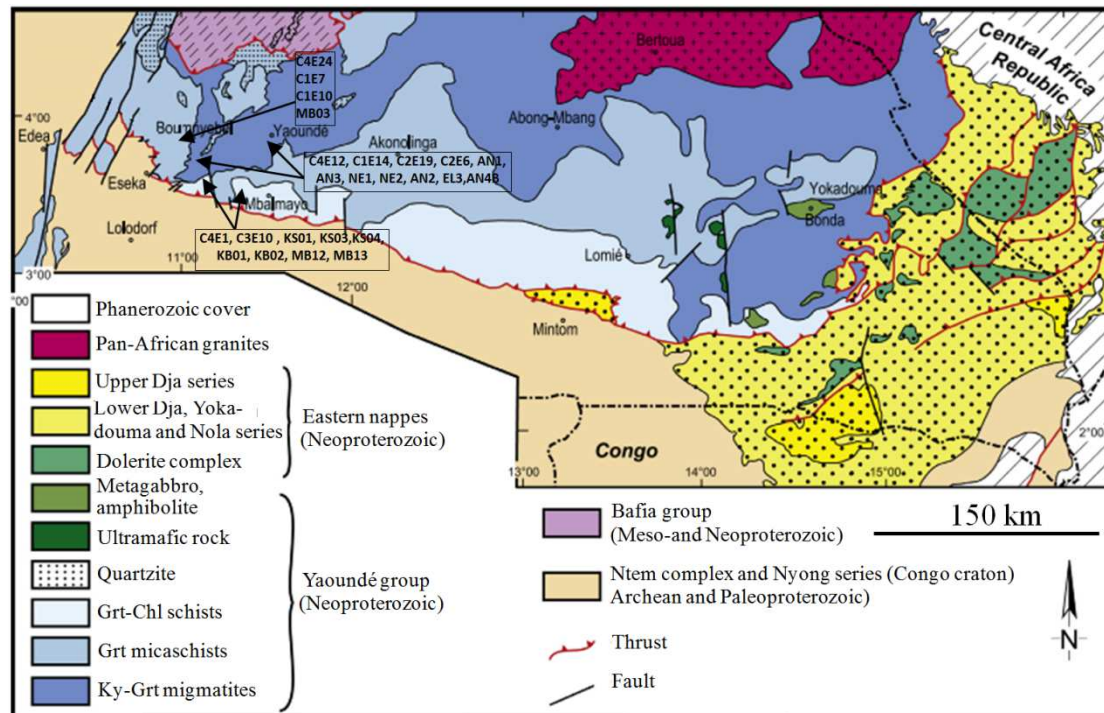 Central Africa
Republic
Bertoua
C4E24
C1E7
C1E10
MB03
4°00
Edea
Boumnyebel
Yaoundé
Akonolinga
Abong-Mbang
C4E12, C1E14, C2E19, C2E6, AN1,
AN3, NE1, NE2, AN2, EL3,AN4B
Eseka
Mbalmayo
Yokadouma
Bonda
Lolodorf
C4E1, C3E10 , KS01, KS03,KS04,
KB01, KB02, MB12, MB13
Lomié
3°00
11°00
12°00
Mintom
°00
Congo
2°00
13°00
14°00
15°00
Phanerozoic cover
Pan-African granites
Upper Dja series
Lower Dja, Yoka-
douma and Nola series
Dolerite complex
Eastern nappes
(Neoproterozoic)
Metagabbro,
amphibolite
Ultramafic rock
Quartzite
Grt-Chl schists
Grt micaschists
Ky-Grt migmatites
Yaoundé group
(Neoproterozoic)
Bafia group
(Meso-and Neoproterozoic)
Ntem complex and Nyong series (Congo craton)
Archean and Paleoproterozoic)
Thrust
Fault
150 km
N